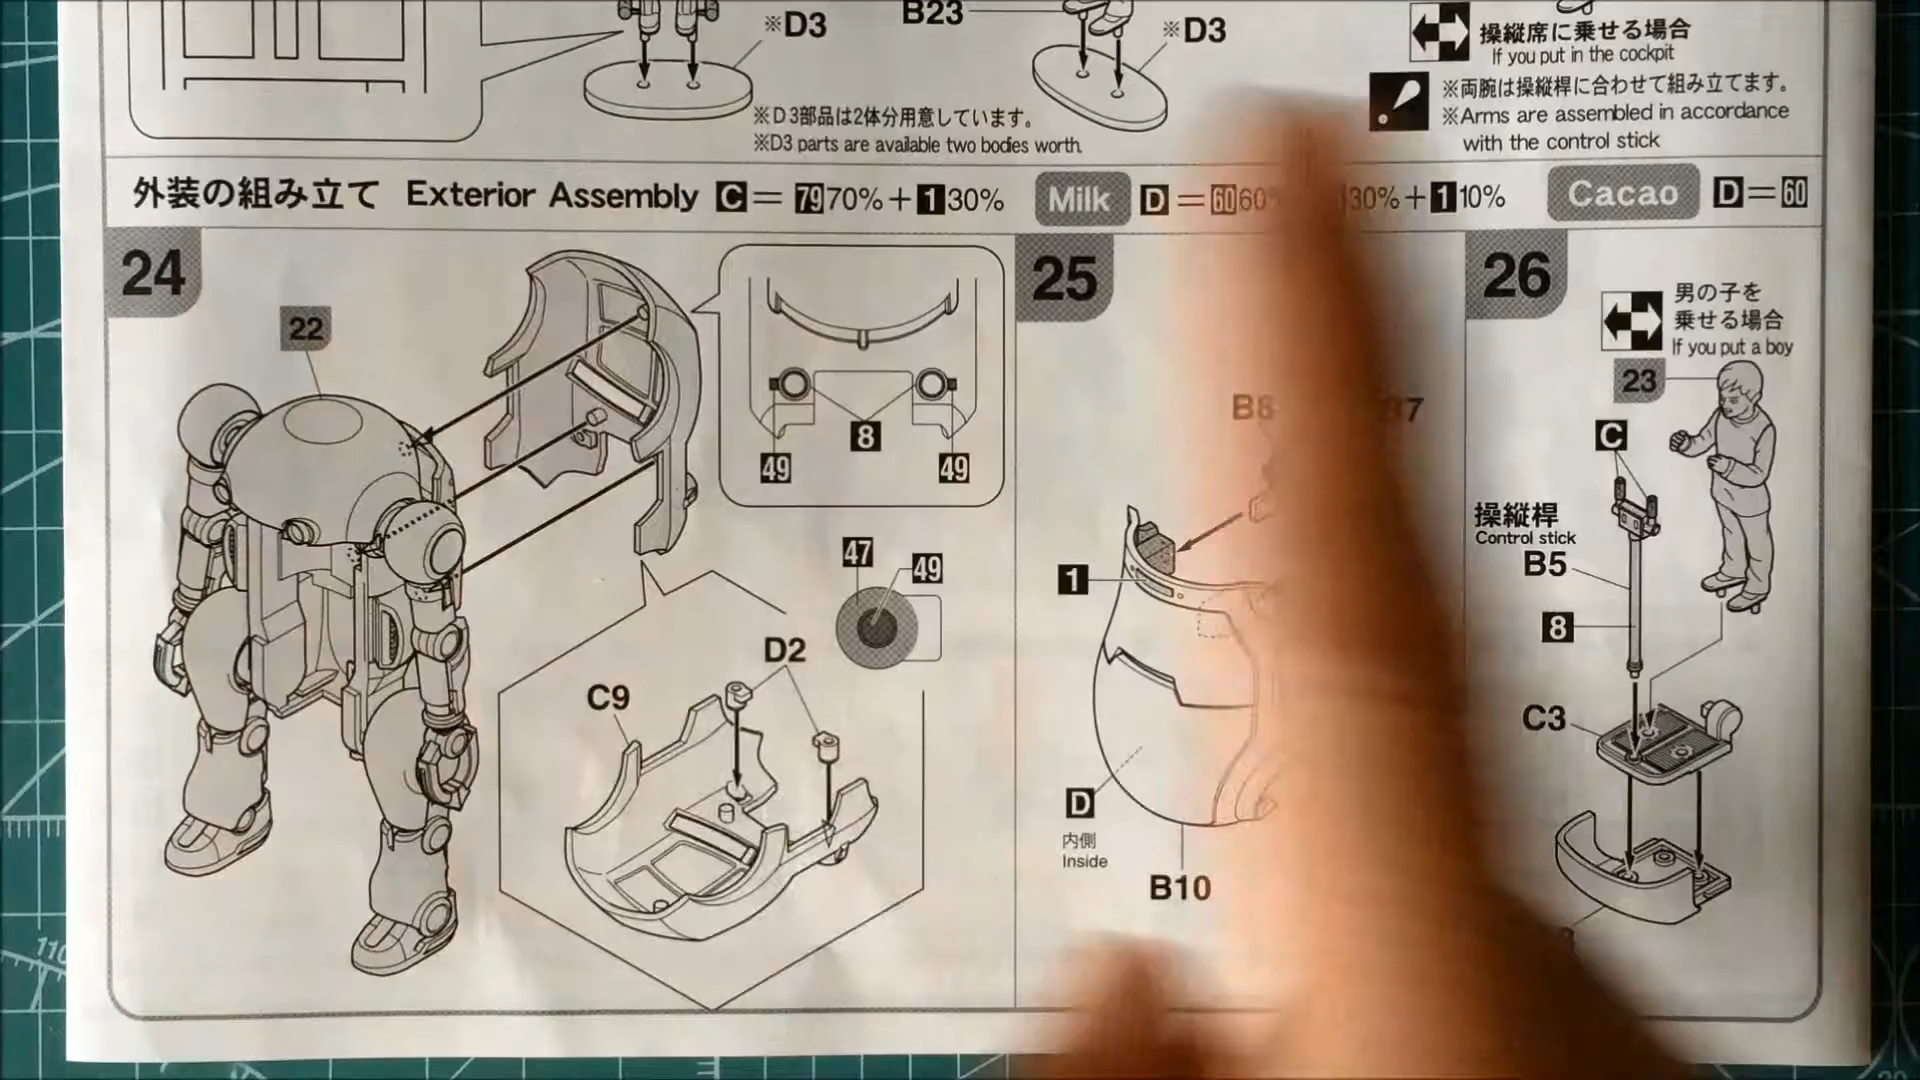 ※D3
B23
※D3
操縦席に乗せる場合
If you put in the cockpit
※両腕は操縦桿に合わせて組み立てます。
※Arms are assembled in accordance
with the control stick
※D3部品は2体分用意しています。
※D3 parts are available two bodies worth.
外装の組み立て Exterior Assembly C = 79 70% + 1 30% Milk D = 60 60% 30% + 1 10% Cacao D = 60
24
22
8
49
49
47
49
D2
C9
25
B7
1
D
内側
Inside
B10
26
男の子を
乗せる場合
If you put a boy
23
C
操縦桿
Control stick
B5
8
C3
110